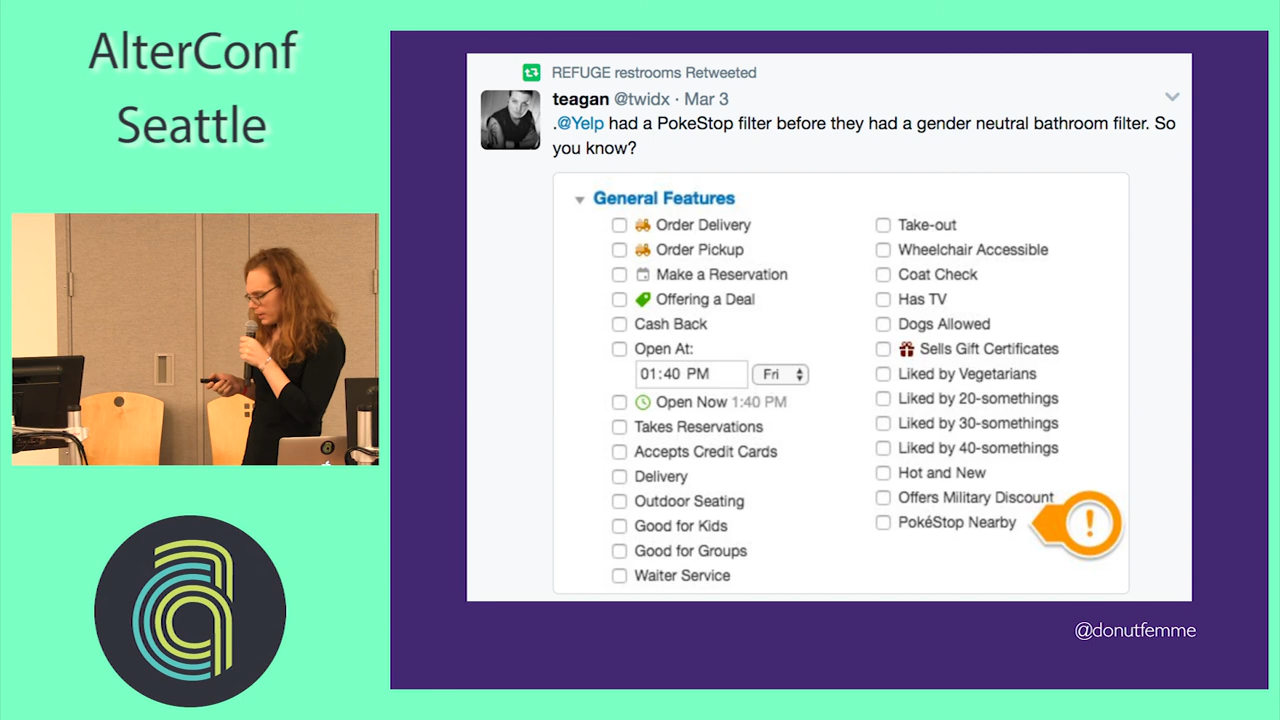 AlterConf
Seattle
REFUGE restrooms Retweeted
teagan @twidx · Mar 3
.@Yelp had a PokeStop filter before they had a gender neutral bathroom filter. So
you know?
General Features
Order Delivery
Order Pickup
Make a Reservation
Offering a Deal
Cash Back
Open At:
01:40 PM Fri
Open Now 1:40 PM
Takes Reservations
Accepts Credit Cards
Delivery
Outdoor Seating
Good for Kids
Good for Groups
Waiter Service
Take-out
Wheelchair Accessible
Coat Check
Has TV
Dogs Allowed
Sells Gift Certificates
Liked by Vegetarians
Liked by 20-somethings
Liked by 30-somethings
Liked by 40-somethings
Hot and New
Offers Military Discount
PokéStop Nearby
!
@donutfemme